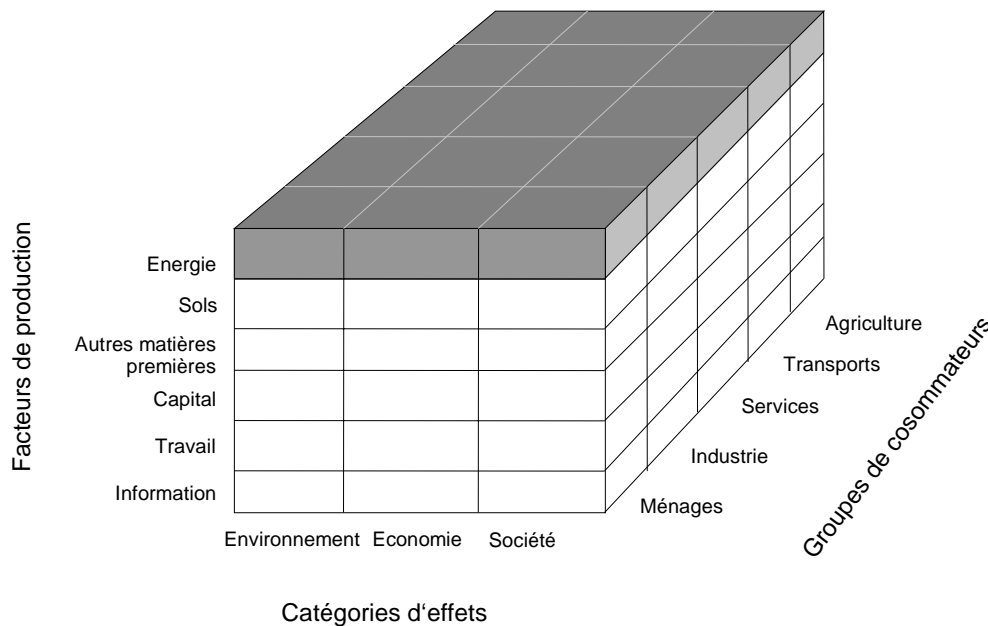 Facteurs de production
Energie
Sols
Autres matières
premières
Capital
Travail
Information
Environnement
Economie
Société
Catégories d‘effets
Agriculture
Transports
Services
Industrie
Ménages
Groupes de cosommateurs